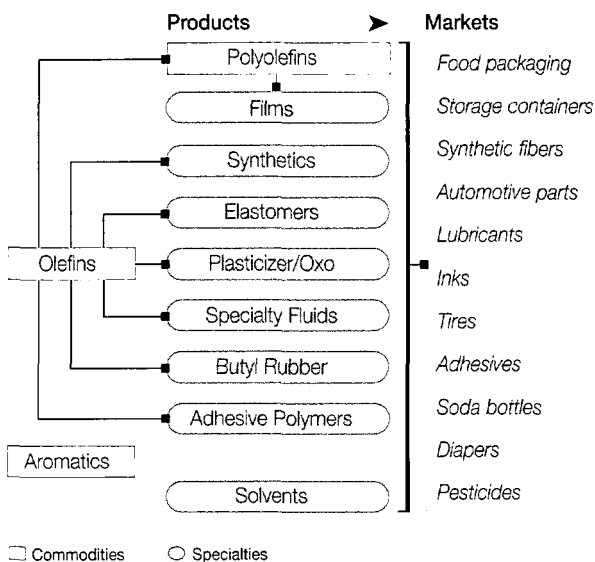 Products
Markets
Polyolefins
Films
Synthetics
Elastomers
Olefins
Plasticizer/Oxo
Specialty Fluids
Butyl Rubber
Adhesive Polymers
Aromatics
Solvents
Food packaging
Storage containers
Synthetic fibers
Automotive parts
Lubricants
Inks
Tires
Adhesives
Soda bottles
Diapers
Pesticides
Commodities
Specialties